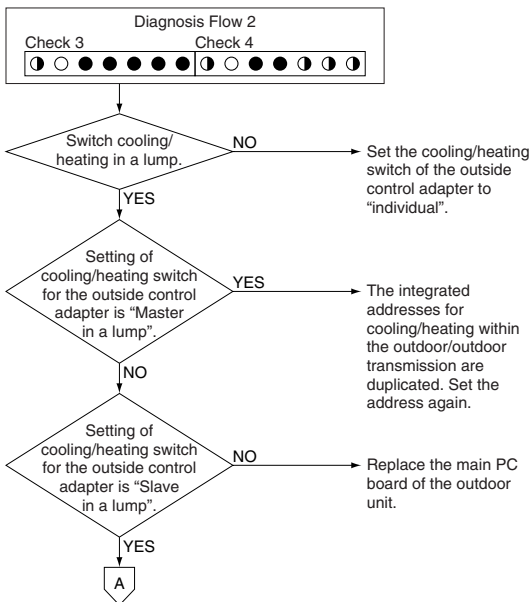 Diagnosis Flow 2
Check 3
Check 4
Switch cooling/
heating in a lump.
NO
Set the cooling/heating
switch of the outside
control adapter to
“individual”.
YES
Setting of
cooling/heating switch
for the outside control
adapter is “Master
in a lump”.
YES
The integrated
addresses for
cooling/heating within
the outdoor/outdoor
transmission are
duplicated. Set the
address again.
NO
Setting of
cooling/heating switch
for the outside control
adapter is “Slave
in a lump”.
NO
Replace the main PC
board of the outdoor
unit.
YES
A